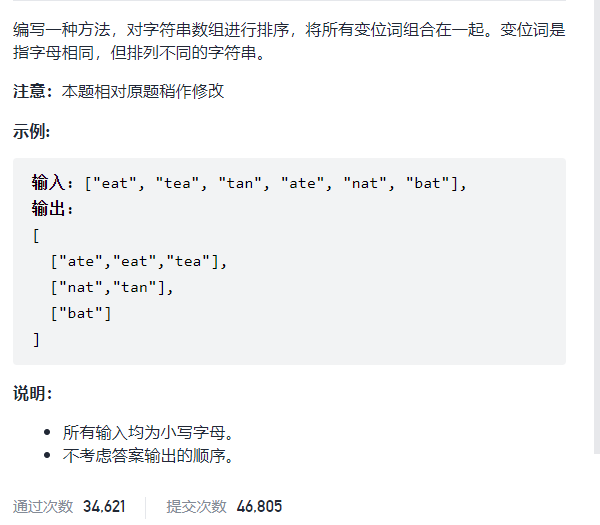 编写一种方法，对字符串数组进行排序，将所有变位词组合在一起。变位词是
指字母相同，但排列不同的字符串。
注意：本题相对原题稍作修改
示例:
输入: ["eat", "tea", "tan", "ate", "nat", "bat"],
输出:
[
  ["ate","eat","tea"],
  ["nat","tan"],
  ["bat"]
]
说明：
所有输入均为小写字母。
不考虑答案输出的顺序。
通过次数 34,621 提交次数 46,805